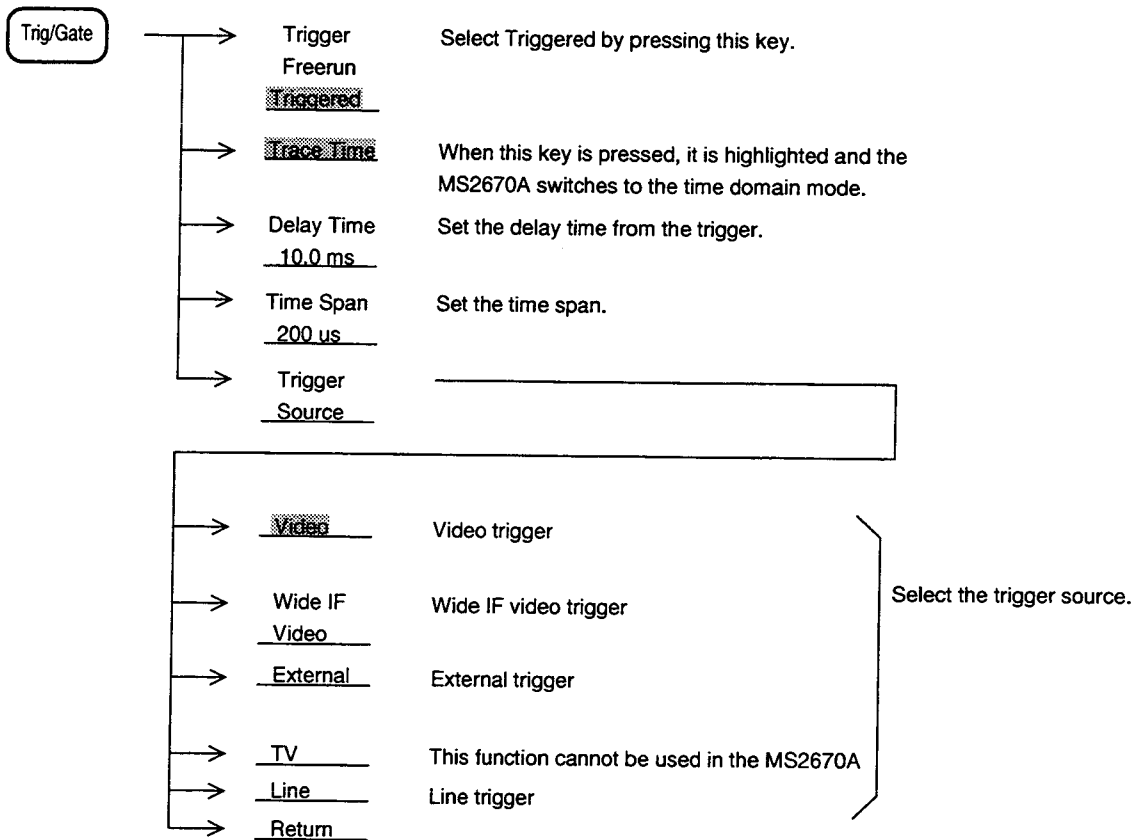 Trig/Gate
Trigger Select Triggered by pressing this key.
Freerun
Triggered
Trace Time When this key is pressed, it is highlighted and the
MS2670A switches to the time domain mode.
Delay Time Set the delay time from the trigger.
10.0 ms
Time Span Set the time span.
200 us
Trigger
Source
Video Video trigger
Wide IF Wide IF video trigger
Video
External External trigger
TV This function cannot be used in the MS2670A
Line Line trigger
Return
Select the trigger source.